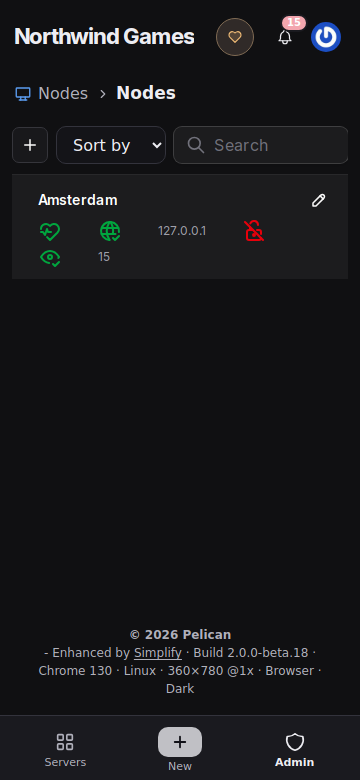 Northwind Games
15
Nodes › Nodes
Sort by
Search
Amsterdam
127.0.0.1
15
© 2026 Pelican
- Enhanced by Simplify · Build 2.0.0-beta.18 ·
Chrome 130 · Linux · 360×780 @1x · Browser ·
Dark
Servers
New
Admin